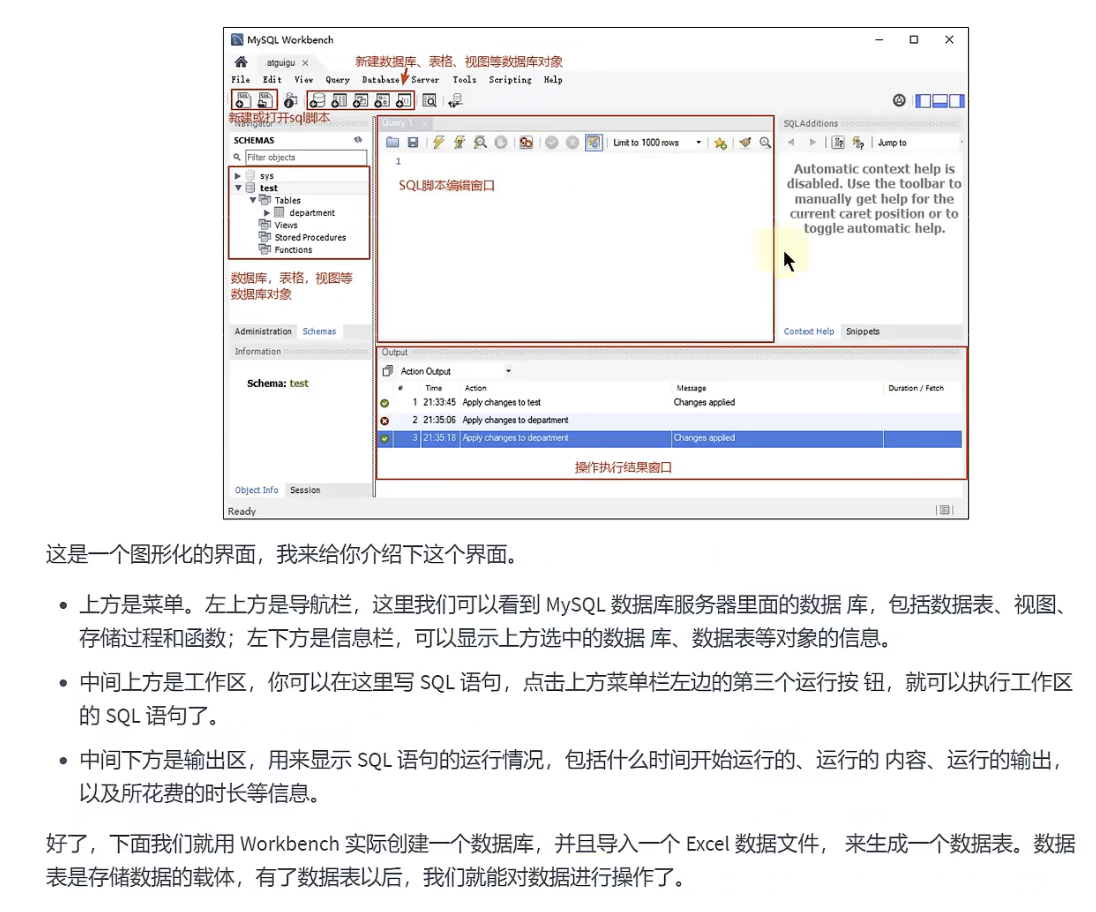 MySQL Workbench
atguigu ×
新建数据库、表格、视图等数据库对象
File Edit View Query Database Server Tools Scripting Help
新建或打开sql脚本
Navigator
SCHEMAS
Filter objects
sys
test
Tables
department
Views
Stored Procedures
Functions
数据库，表格，视图等
数据库对象
Administration Schemas
Information
Schema: test
Object Info Session
Query 1
Limit to 1000 rows
1
SQL脚本编辑窗口
SQLAdditions
Jump to
Automatic context help is
disabled. Use the toolbar to
manually get help for the
current caret position or to
toggle automatic help.
Context Help Snippets
Output
Action Output
# Time Action Message Duration / Fetch
1 21:33:45 Apply changes to test Changes applied
2 21:35:06 Apply changes to department
3 21:35:18 Apply changes to department Changes applied
操作执行结果窗口
Ready
这是一个图形化的界面，我来给你介绍下这个界面。
• 上方是菜单。左上方是导航栏，这里我们可以看到 MySQL 数据库服务器里面的数据 库，包括数据表、视图、
存储过程和函数；左下方是信息栏，可以显示上方选中的数据 库、数据表等对象的信息。
• 中间上方是工作区，你可以在这里写 SQL 语句，点击上方菜单栏左边的第三个运行按 钮，就可以执行工作区
的 SQL 语句了。
• 中间下方是输出区，用来显示 SQL 语句的运行情况，包括什么时间开始运行的、运行的 内容、运行的输出，
以及所花费的时长等信息。
好了，下面我们就用 Workbench 实际创建一个数据库，并且导入一个 Excel 数据文件， 来生成一个数据表。数据
表是存储数据的载体，有了数据表以后，我们就能对数据进行操作了。